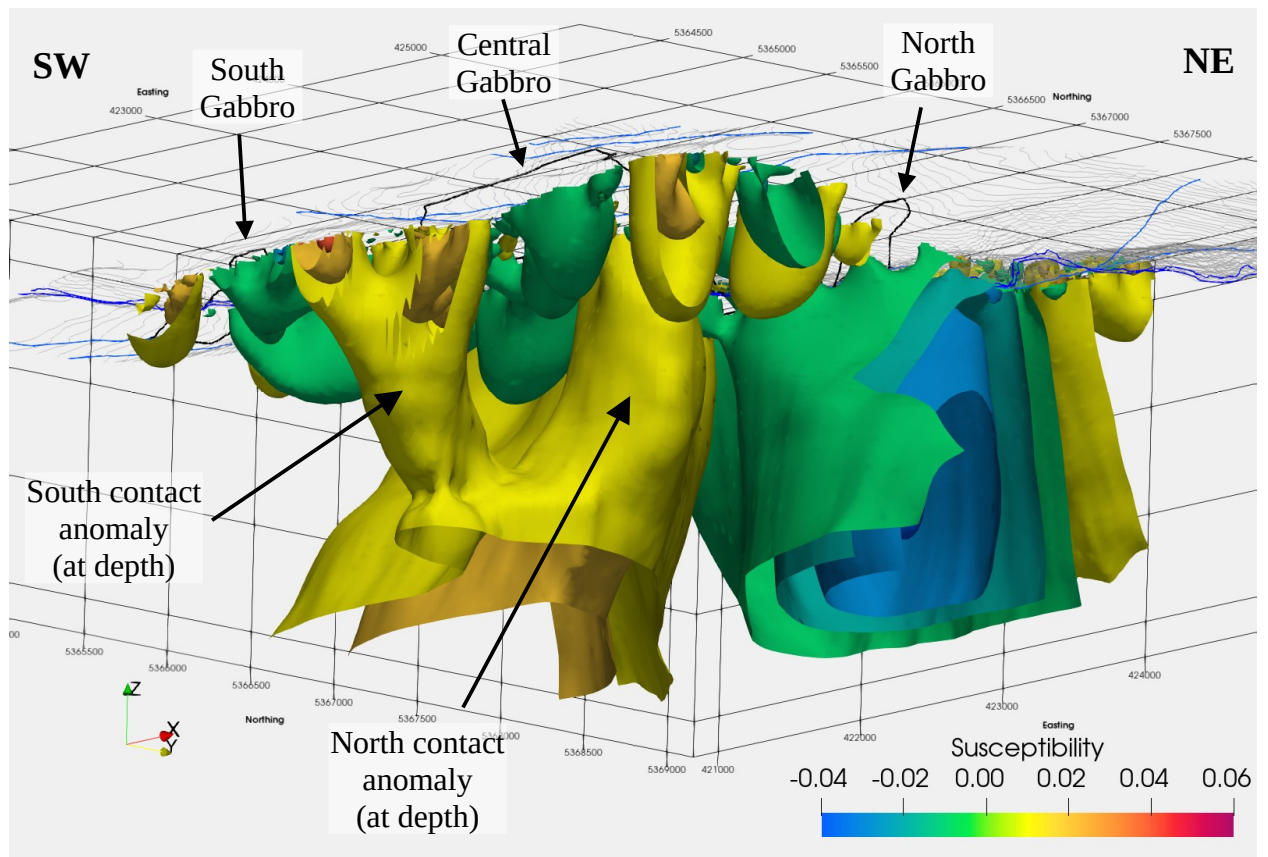 SW
South
Gabbro
Central
Gabbro
North
Gabbro
NE
425000
5364500
5365000
5365500
Easting
423000
5366500
Northing
5367000
5367500
South contact
anomaly
(at depth)
North contact
anomaly
(at depth)
5365500
5366000
5366500
5367000
5367500
5368500
5369000
421000
422000
423000
424000
Northing
Easting
Z
X
Y
Susceptibility
-0.04 -0.02 0.00 0.02 0.04 0.06